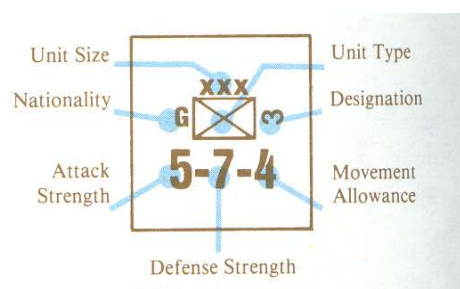 Unit Size
Unit Type
XXX
Nationality
G
3
Designation
5-7-4
Attack
Strength
Movement
Allowance
Defense Strength